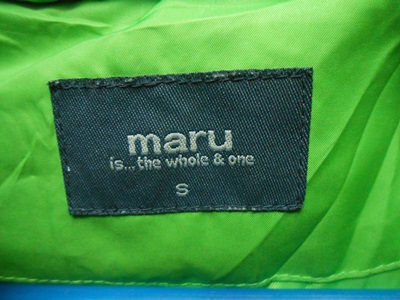 maru
is...the whole & one
S